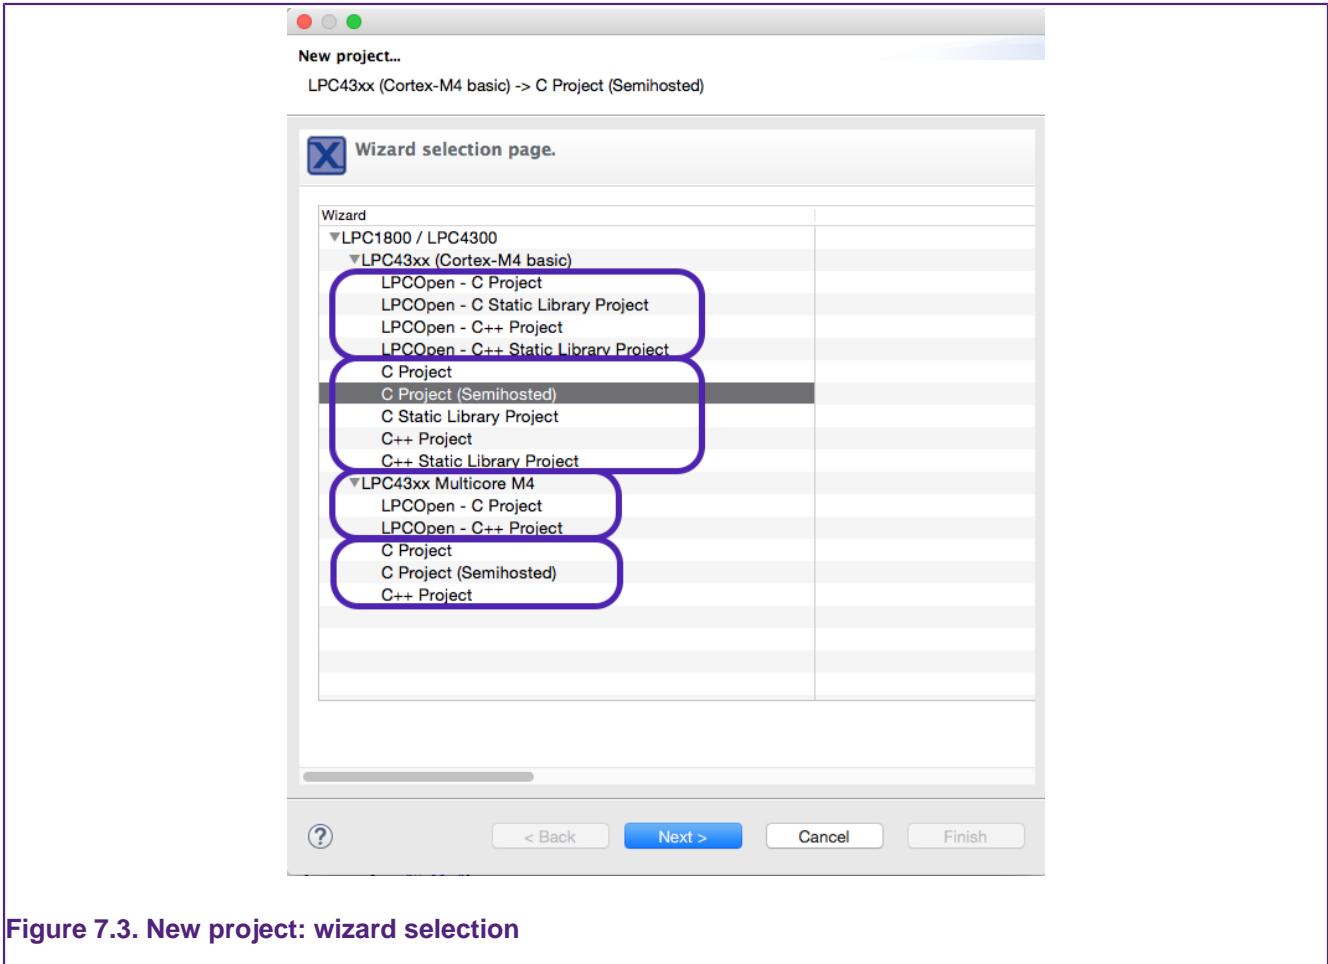 New project...
LPC43xx (Cortex-M4 basic) -> C Project (Semihosted)
Wizard selection page.
Wizard
LPC1800 / LPC4300
LPC43xx (Cortex-M4 basic)
LPCOpen - C Project
LPCOpen - C Static Library Project
LPCOpen - C++ Project
LPCOpen - C++ Static Library Project
C Project
C Project (Semihosted)
C Static Library Project
C++ Project
C++ Static Library Project
LPC43xx Multicore M4
LPCOpen - C Project
LPCOpen - C++ Project
C Project
C Project (Semihosted)
C++ Project
? < Back Next > Cancel Finish
Figure 7.3. New project: wizard selection